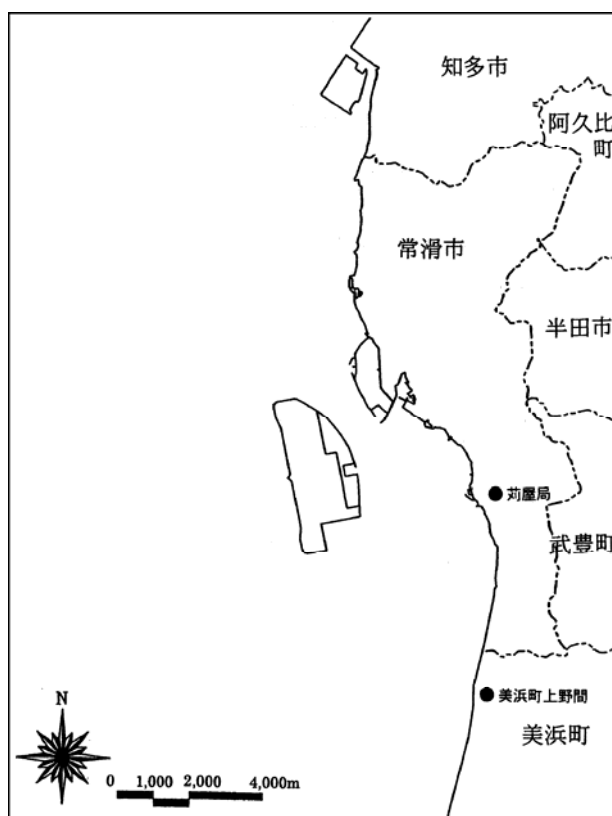 知多市
阿久比
町
常滑市
半田市
苅屋局
武豊町
美浜町上野間
美浜町
N
0 1,000 2,000 4,000m